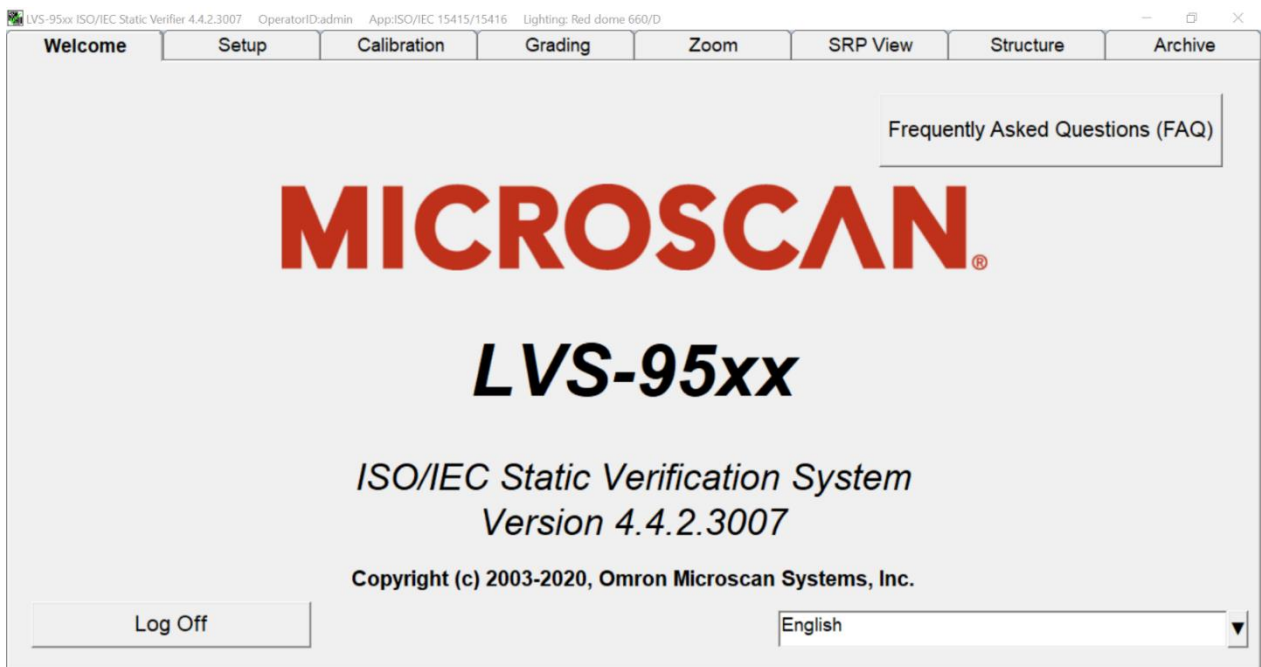 LVS-95xx ISO/IEC Static Verifier 4.4.2.3007 OperatorID:admin App:ISO/IEC 15415/15416 Lighting: Red dome 660/D
Welcome Setup Calibration Grading Zoom SRP View Structure Archive
Frequently Asked Questions (FAQ)
MICROSCAN®
LVS-95xx
ISO/IEC Static Verification System
Version 4.4.2.3007
Copyright (c) 2003-2020, Omron Microscan Systems, Inc.
Log Off English